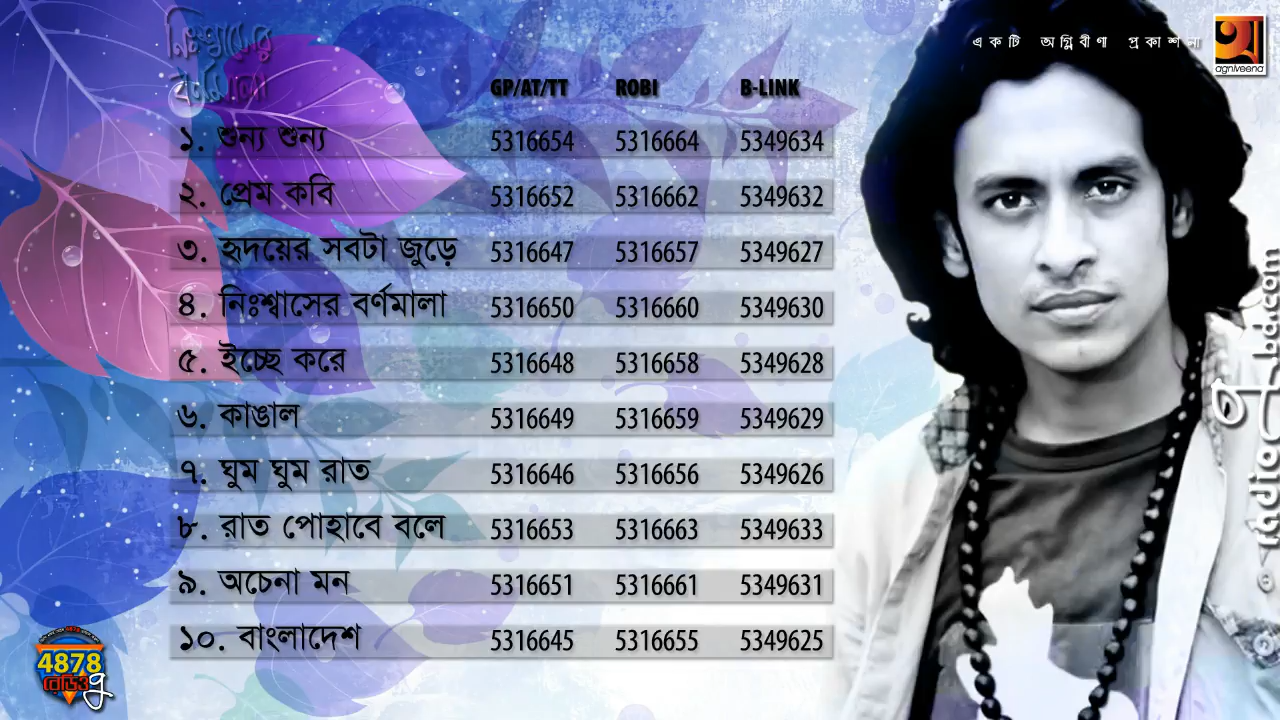 নিঃশ্বাসের
বর্ণমালা
একটি অগ্নিবীণা প্রকাশনা
agniveena
GP/AT/TT ROBI B-LINK
১. শুন্য শুন্য 5316654 5316664 5349634
২. প্রেম কবি 5316652 5316662 5349632
৩. হৃদয়ের সবটা জুড়ে 5316647 5316657 5349627
৪. নিঃশ্বাসের বর্ণমালা 5316650 5316660 5349630
৫. ইচ্ছে করে 5316648 5316658 5349628
৬. কাঙাল 5316649 5316659 5349629
৭. ঘুম ঘুম রাত 5316646 5316656 5349626
৮. রাত পোহাবে বলে 5316653 5316663 5349633
৯. অচেনা মন 5316651 5316661 5349631
১০. বাংলাদেশ 5316645 5316655 5349625
radio g bd.com
4878
রেডিও g